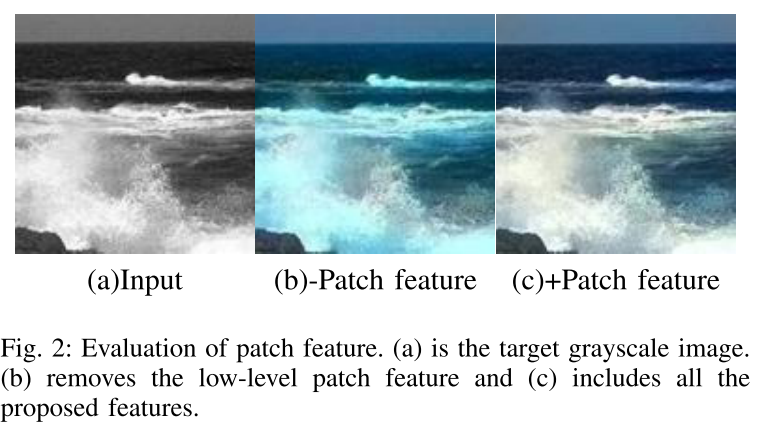 (a)Input
(b)-Patch feature
(c)+Patch feature
Fig. 2: Evaluation of patch feature. (a) is the target grayscale image.
(b) removes the low-level patch feature and (c) includes all the
proposed features.